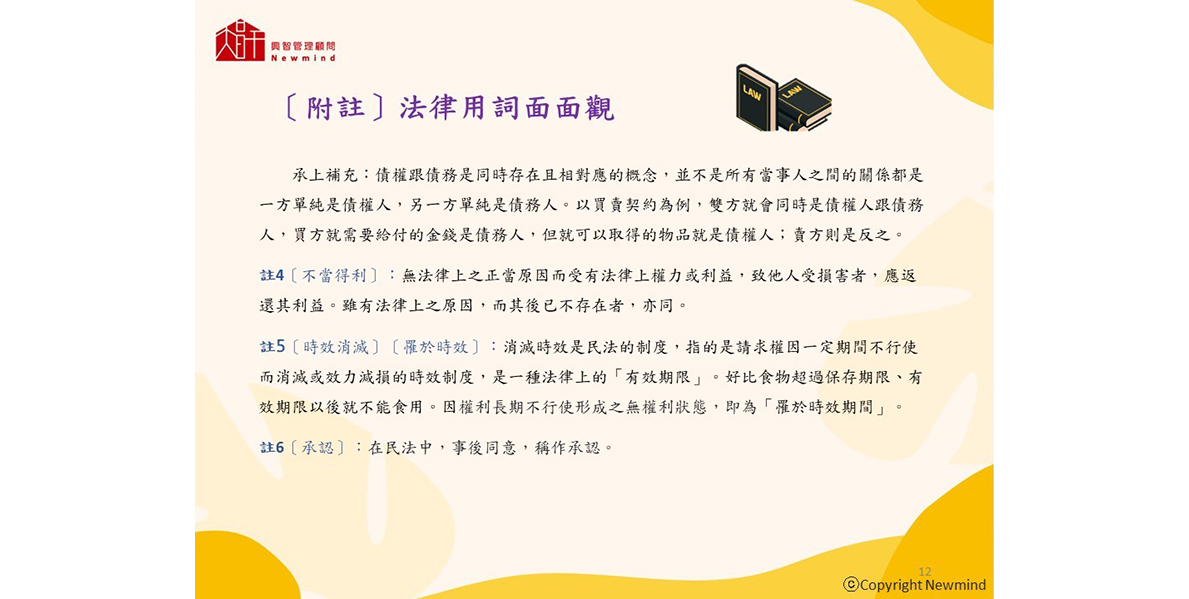 興智管理顧問
Newmind
〔附註〕法律用詞面面觀
LAW
LAW
承上補充：債權跟債務是同時存在且相對應的概念，並不是所有當事人之間的關係都是
一方單純是債權人，另一方單純是債務人。以買賣契約為例，雙方就會同時是債權人跟債務
人，買方就需要給付的金錢是債務人，但就可以取得的物品就是債權人；賣方則是反之。
註4〔不當得利〕：無法律上之正當原因而受有法律上權力或利益，致他人受損害者，應返
還其利益。雖有法律上之原因，而其後已不存在者，亦同。
註5〔時效消滅〕〔罹於時效〕：消滅時效是民法的制度，指的是請求權因一定期間不行使
而消滅或效力減損的時效制度，是一種法律上的「有效期限」。好比食物超過保存期限、有
效期限以後就不能食用。因權利長期不行使形成之無權利狀態，即為「罹於時效期間」。
註6〔承認〕：在民法中，事後同意，稱作承認。
12
ⓒCopyright Newmind